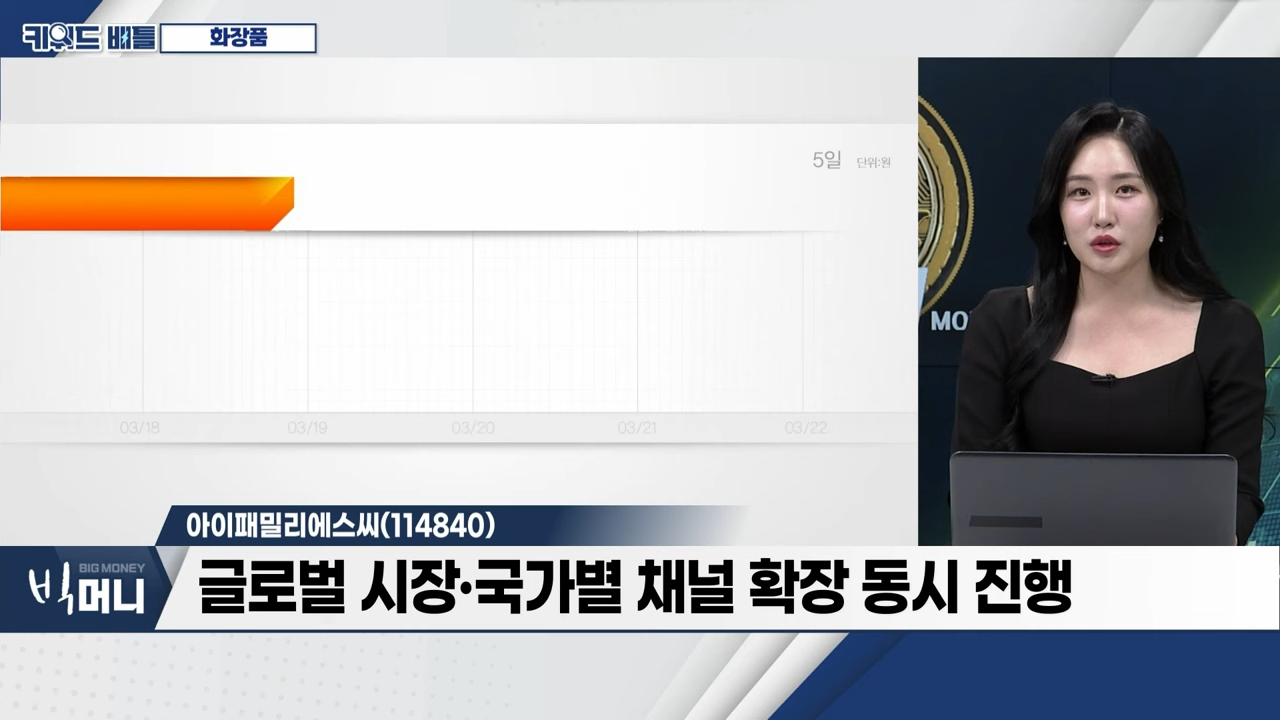 키워드 배틀 화장품
5일 단위:원
MO
03/18 03/19 03/20 03/21 03/22
아이패밀리에스씨(114840)
BIG MONEY
빅머니
글로벌 시장·국가별 채널 확장 동시 진행